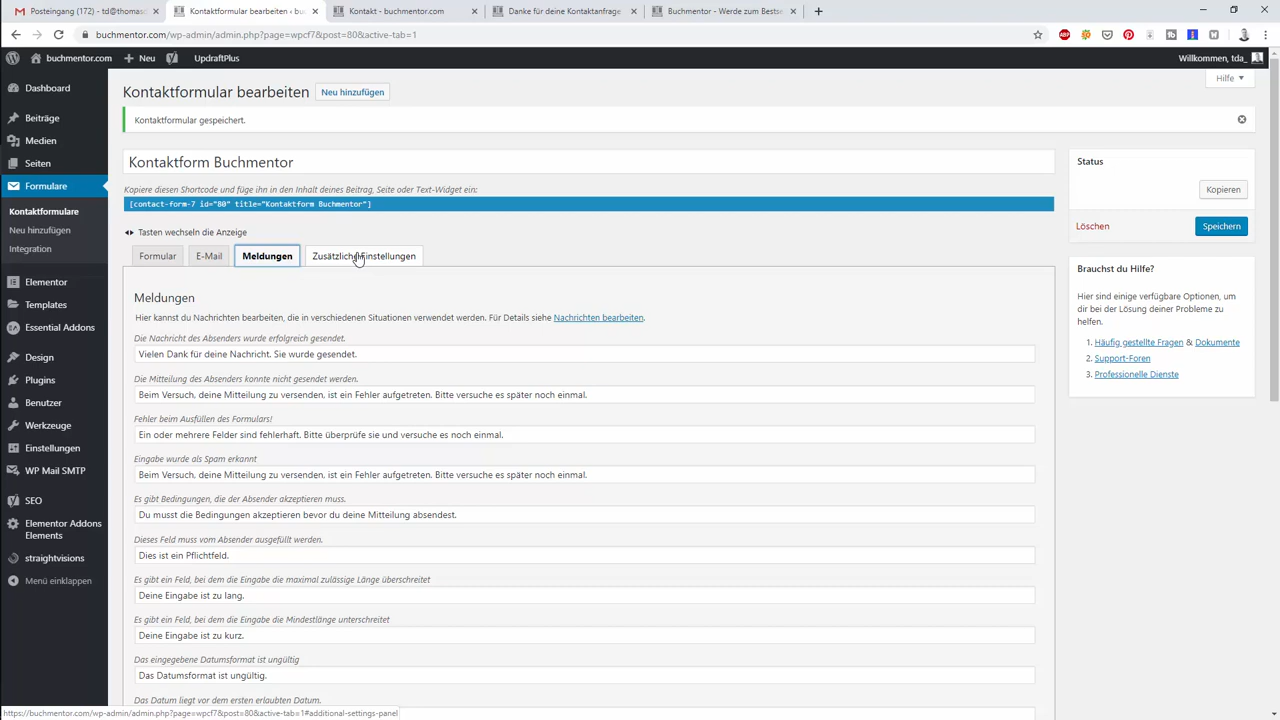 Posteingang (172) - td@thomasd
Kontaktformular bearbeiten ‹ bu
Kontakt - buchmentor.com
Danke für deine Kontaktanfrage
Buchmentor - Werde zum Bestse
buchmentor.com/wp-admin/admin.php?page=wpcf7&post=80&active-tab=1
buchmentor.com
Neu
UpdraftPlus
Willkommen, tda_
Dashboard
Beiträge
Medien
Seiten
Formulare
Kontaktformulare
Neu hinzufügen
Integration
Elementor
Templates
Essential Addons
Design
Plugins
Benutzer
Werkzeuge
Einstellungen
WP Mail SMTP
SEO
Elementor Addons
Elements
straightvisions
Menü einklappen
Hilfe
Kontaktformular bearbeiten
Neu hinzufügen
Kontaktformular gespeichert.
Kontaktform Buchmentor
Kopiere diesen Shortcode und füge ihn in den Inhalt deines Beitrag, Seite oder Text-Widget ein:
[contact-form-7 id="80" title="Kontaktform Buchmentor"]
Tasten wechseln die Anzeige
Formular
E-Mail
Meldungen
Zusätzliche Einstellungen
Meldungen
Hier kannst du Nachrichten bearbeiten, die in verschiedenen Situationen verwendet werden. Für Details siehe Nachrichten bearbeiten.
Die Nachricht des Absenders wurde erfolgreich gesendet.
Vielen Dank für deine Nachricht. Sie wurde gesendet.
Die Mitteilung des Absenders konnte nicht gesendet werden.
Beim Versuch, deine Mitteilung zu versenden, ist ein Fehler aufgetreten. Bitte versuche es später noch einmal.
Fehler beim Ausfüllen des Formulars!
Ein oder mehrere Felder sind fehlerhaft. Bitte überprüfe sie und versuche es noch einmal.
Eingabe wurde als Spam erkannt
Beim Versuch, deine Mitteilung zu versenden, ist ein Fehler aufgetreten. Bitte versuche es später noch einmal.
Es gibt Bedingungen, die der Absender akzeptieren muss.
Du musst die Bedingungen akzeptieren bevor du deine Mitteilung absendest.
Dieses Feld muss vom Absender ausgefüllt werden.
Dies ist ein Pflichtfeld.
Es gibt ein Feld, bei dem die Eingabe die maximal zulässige Länge überschreitet
Deine Eingabe ist zu lang.
Es gibt ein Feld, bei dem die Eingabe die Mindestlänge unterschreitet
Deine Eingabe ist zu kurz.
Das eingegebene Datumsformat ist ungültig
Das Datumsformat ist ungültig.
Das Datum liegt vor dem ersten erlaubten Datum.
Status
Kopieren
Löschen
Speichern
Brauchst du Hilfe?
Hier sind einige verfügbare Optionen, um
dir bei der Lösung deiner Probleme zu
helfen.
1. Häufig gestellte Fragen & Dokumente
2. Support-Foren
3. Professionelle Dienste
https://buchmentor.com/wp-admin/admin.php?page=wpcf7&post=80&active-tab=1#additional-settings-panel